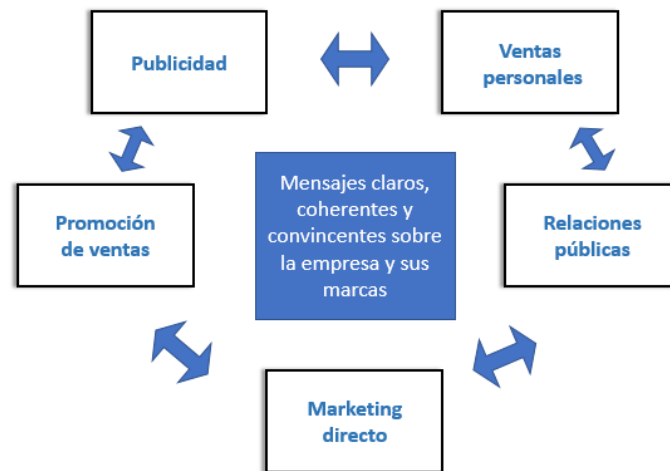 Publicidad
Ventas
personales
Mensajes claros,
coherentes y
convincentes sobre
la empresa y sus
marcas
Promoción
de ventas
Relaciones
públicas
Marketing
directo